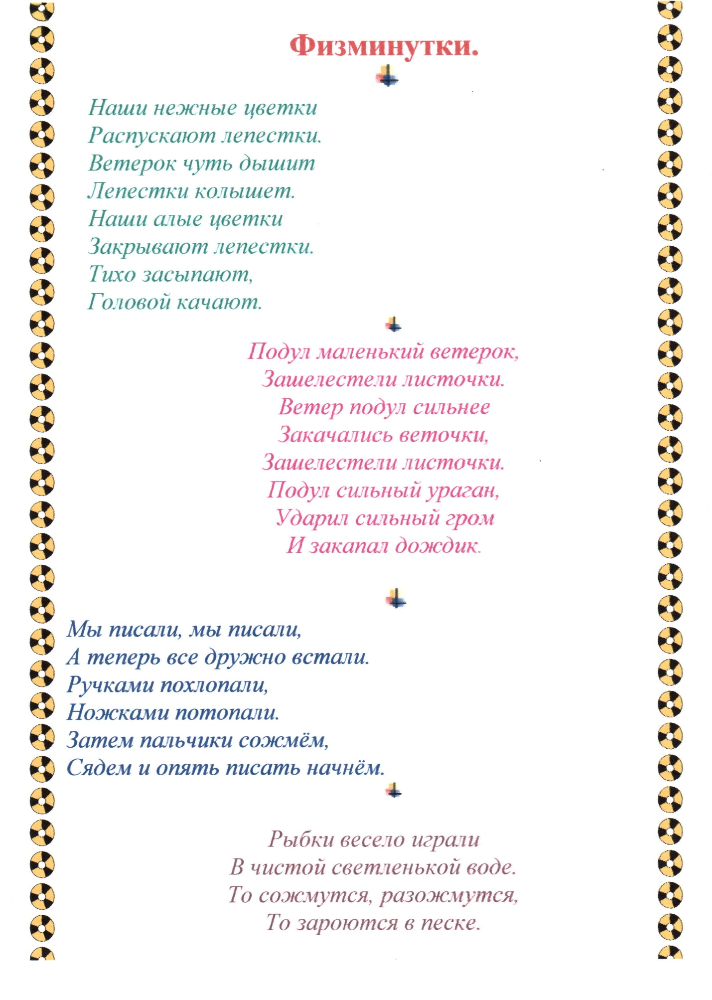 Физминутки.
Наши нежные цветки
Распускают лепестки.
Ветерок чуть дышит
Лепестки колышет.
Наши алые цветки
Закрывают лепестки.
Тихо засыпают,
Головой качают.
Подул маленький ветерок,
Зашелестели листочки.
Ветер подул сильнее
Закачались веточки,
Зашелестели листочки.
Подул сильный ураган,
Ударил сильный гром
И закапал дождик.
Мы писали, мы писали,
А теперь все дружно встали.
Ручками похлопали,
Ножками потопали.
Затем пальчики сожмём,
Сядем и опять писать начнём.
Рыбки весело играли
В чистой светленькой воде.
То сожмутся, разожмутся,
То зароются в песке.